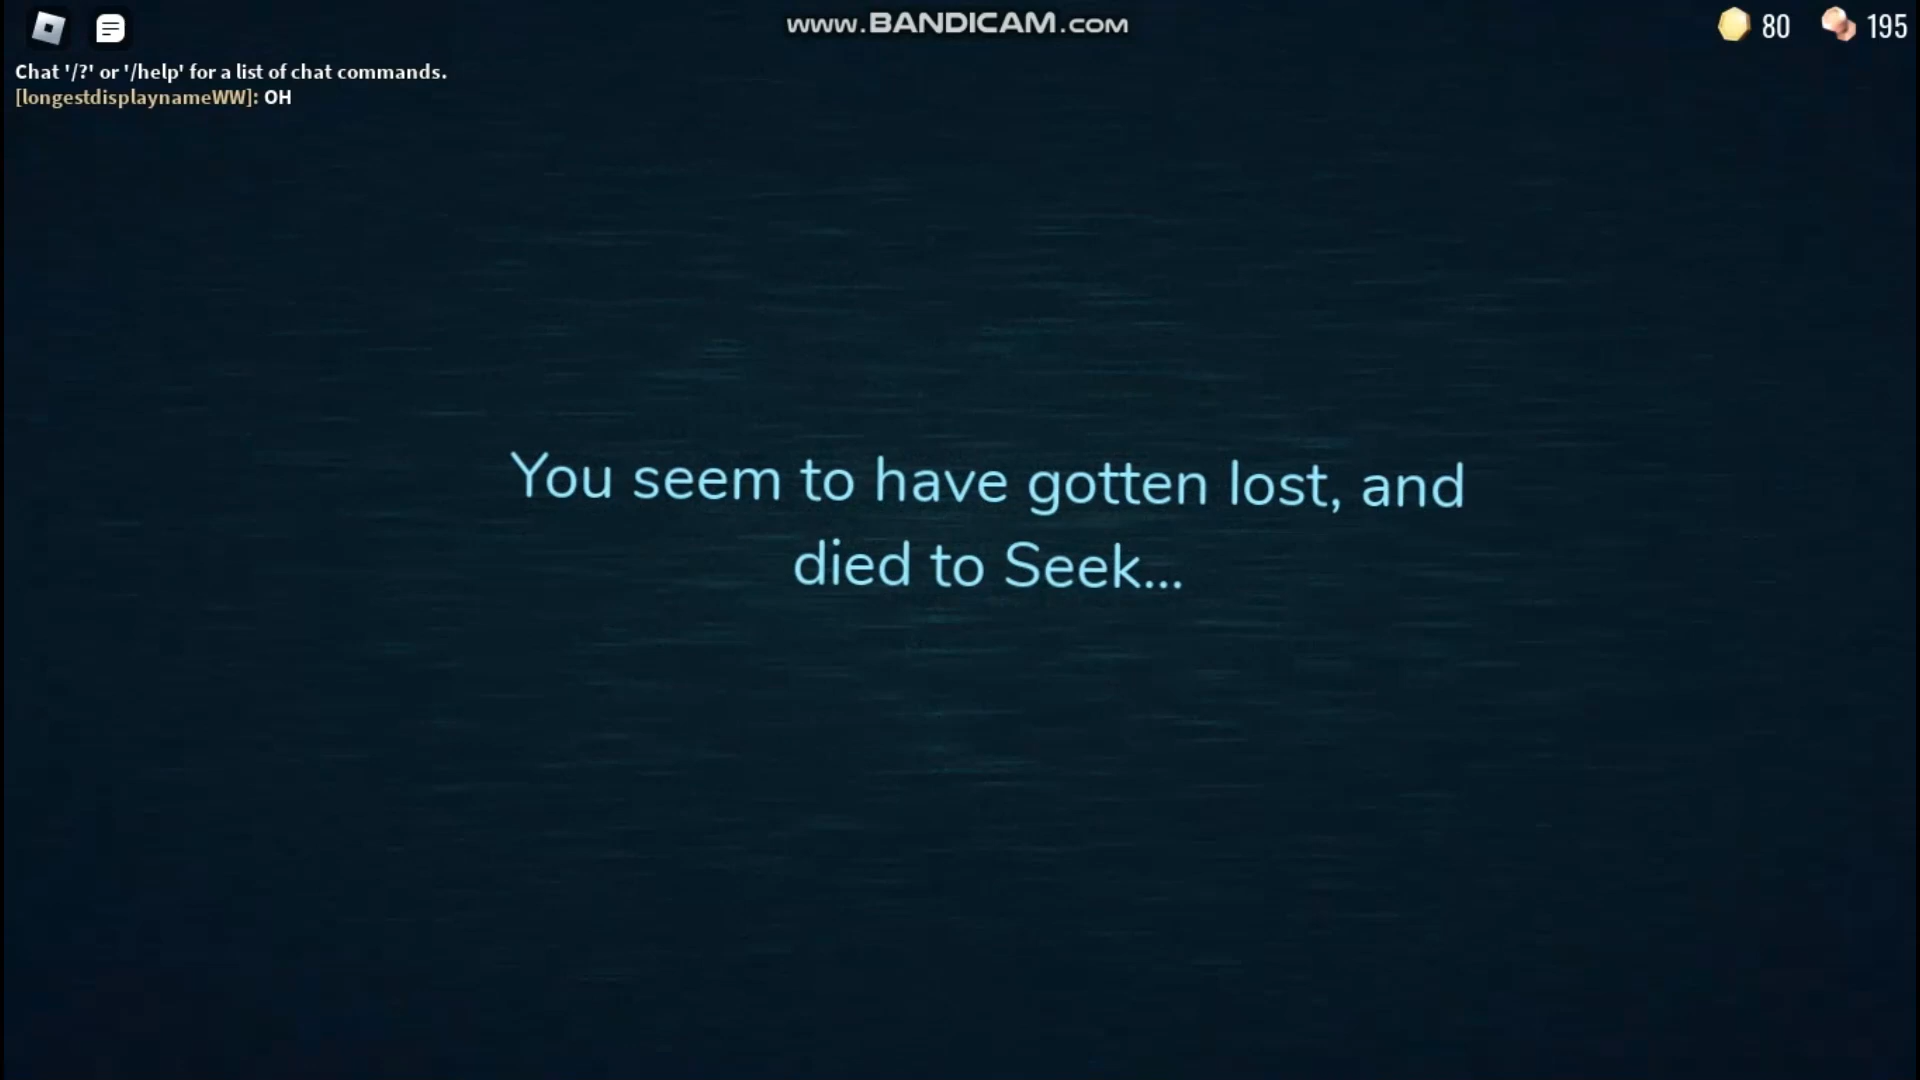 www.BANDICAM.COM
80
195
Chat '/?' or '/help' for a list of chat commands.
[longestdisplaynameWW]: OH
You seem to have gotten lost, and
died to Seek...